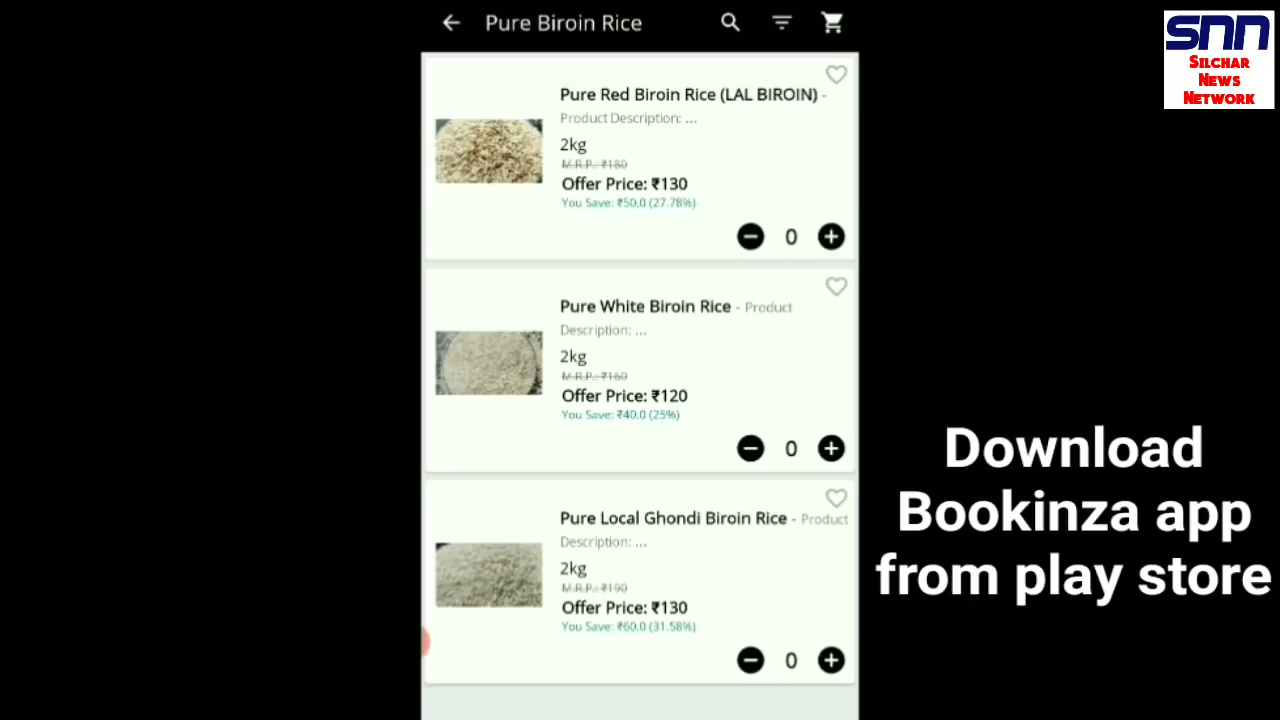 Pure Biroin Rice
SNN
SILCHAR
NEWS
NETWORK
Pure Red Biroin Rice (LAL BIROIN) -
Product Description: ...
2kg
M.R.P.: ₹180
Offer Price: ₹130
You Save: ₹50.0 (27.78%)
0
Pure White Biroin Rice - Product
Description: ...
2kg
M.R.P.: ₹160
Offer Price: ₹120
You Save: ₹40.0 (25%)
0
Pure Local Ghondi Biroin Rice - Product
Description: ...
2kg
M.R.P.: ₹190
Offer Price: ₹130
You Save: ₹60.0 (31.58%)
0
Download
Bookinza app
from play store